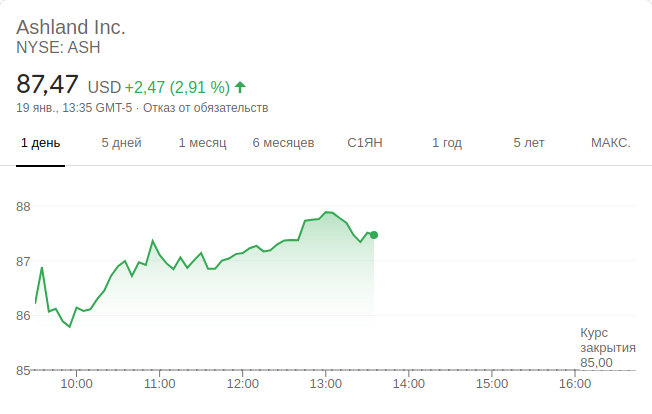 Ashland Inc.
NYSE: ASH
87,47 USD +2,47 (2,91 %)
19 янв., 13:35 GMT-5 · Отказ от обязательств
1 день 5 дней 1 месяц 6 месяцев С1ЯН 1 год 5 лет МАКС.
88
87
86
Курс
закрытия
85,00
85
10:00 11:00 12:00 13:00 14:00 15:00 16:00